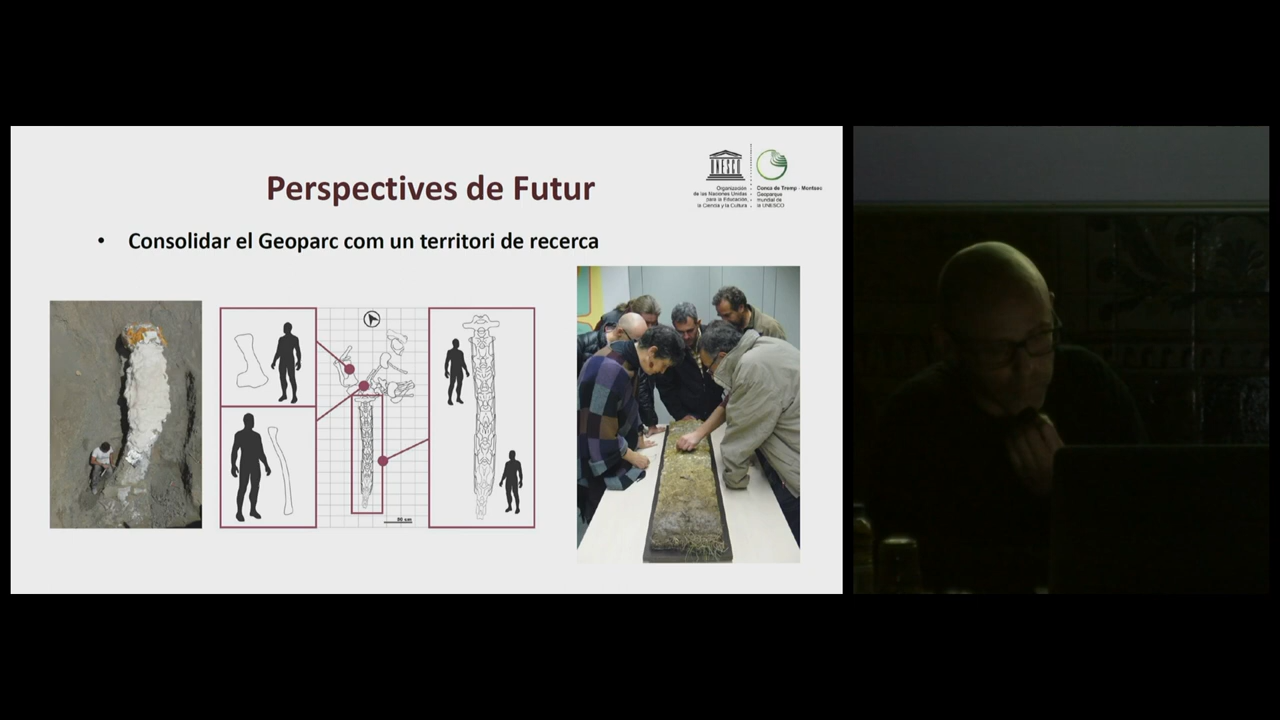 Perspectives de Futur
UNESCO
Organización
de las Naciones Unidas
para la Educación,
la Ciencia y la Cultura
Conca de Tremp - Montsec
Geoparque
mundial de
la UNESCO
• Consolidar el Geoparc com un territori de recerca